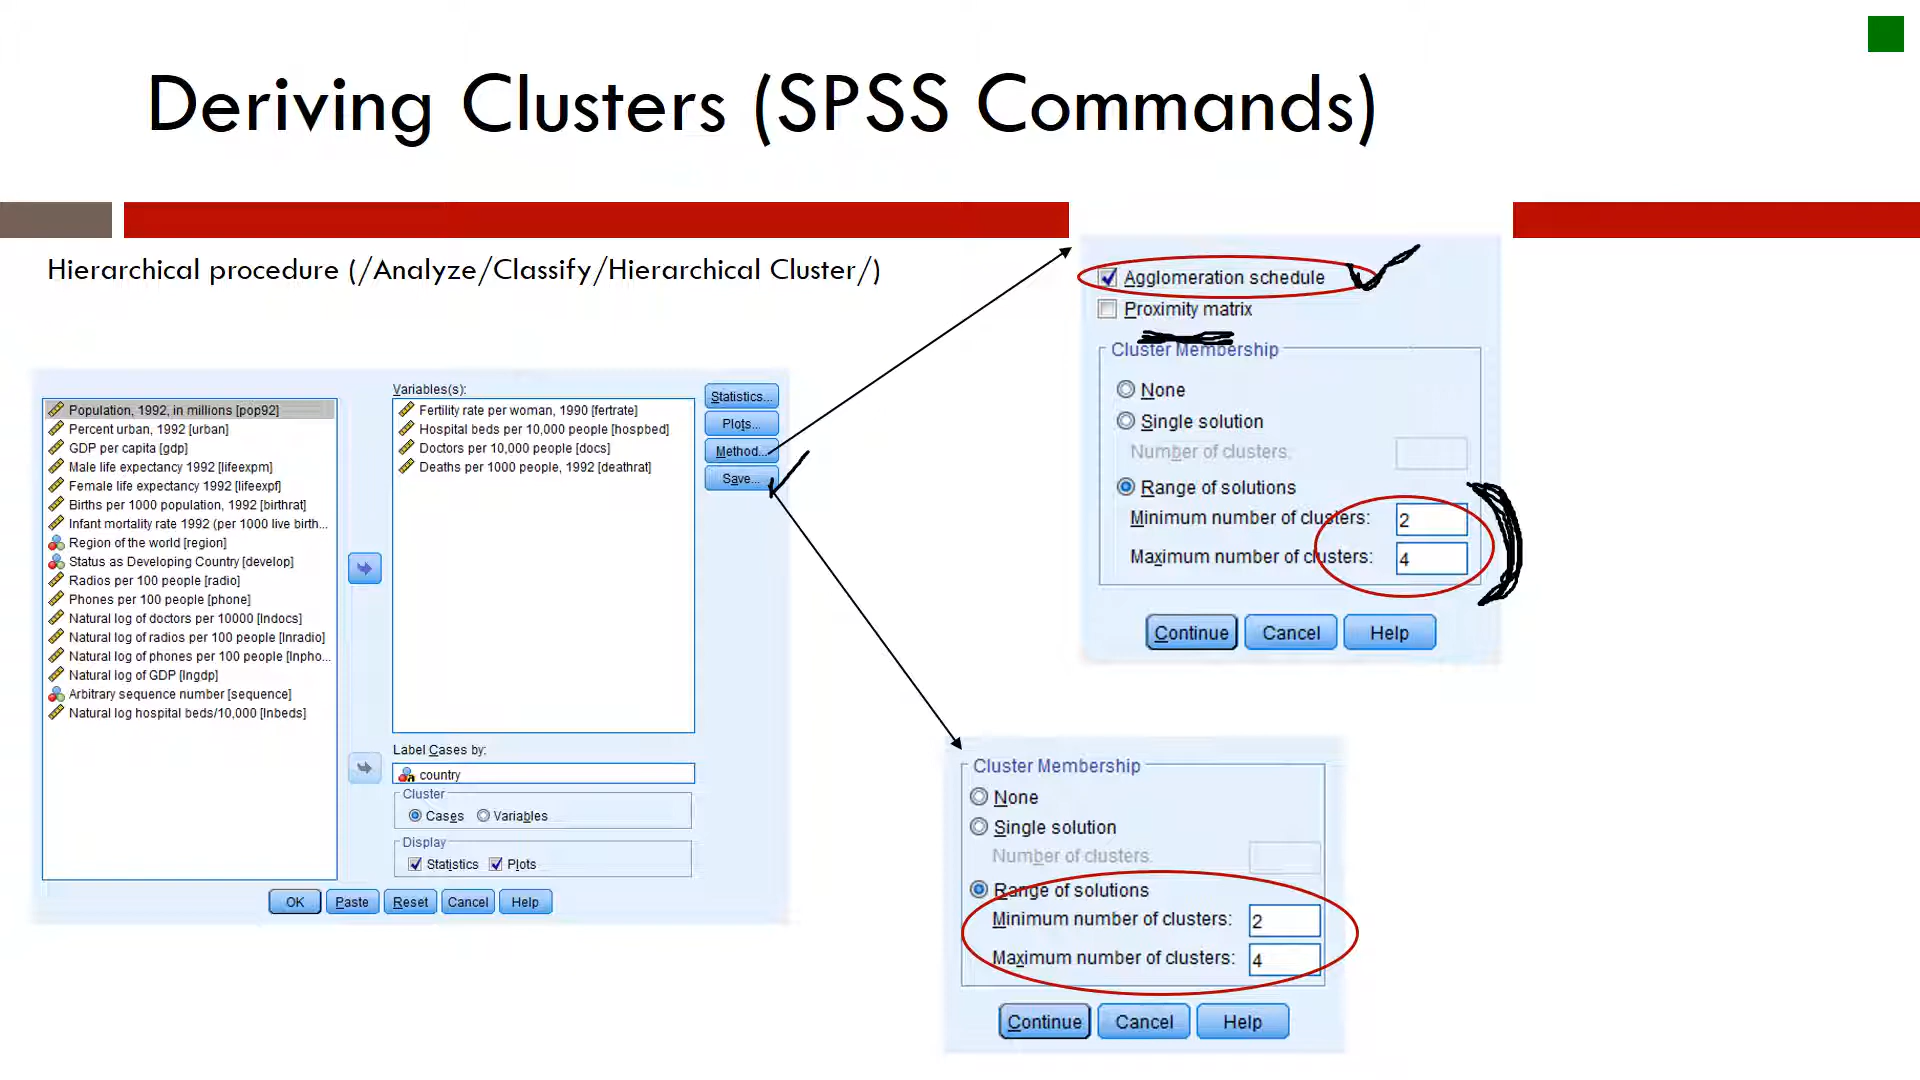 Deriving Clusters (SPSS Commands)
Hierarchical procedure (/Analyze/Classify/Hierarchical Cluster/)
Population, 1992, in millions [pop92]
Percent urban, 1992 [urban]
GDP per capita [gdp]
Male life expectancy 1992 [lifeexpm]
Female life expectancy 1992 [lifeexpf]
Births per 1000 population, 1992 [birthrat]
Infant mortality rate 1992 (per 1000 live birth...
Region of the world [region]
Status as Developing Country [develop]
Radios per 100 people [radio]
Phones per 100 people [phone]
Natural log of doctors per 10000 [lndocs]
Natural log of radios per 100 people [lnradio]
Natural log of phones per 100 people [lnpho...
Natural log of GDP [lngdp]
Arbitrary sequence number [sequence]
Natural log hospital beds/10,000 [lnbeds]
Variables(s):
Fertility rate per woman, 1990 [fertrate]
Hospital beds per 10,000 people [hospbed]
Doctors per 10,000 people [docs]
Deaths per 1000 people, 1992 [deathrat]
Label Cases by:
country
Cluster
Cases Variables
Display
Statistics Plots
Statistics...
Plots...
Method...
Save...
OK Paste Reset Cancel Help
Agglomeration schedule
Proximity matrix
Cluster Membership
None
Single solution
Number of clusters:
Range of solutions
Minimum number of clusters: 2
Maximum number of clusters: 4
Continue Cancel Help
Cluster Membership
None
Single solution
Number of clusters:
Range of solutions
Minimum number of clusters: 2
Maximum number of clusters: 4
Continue Cancel Help